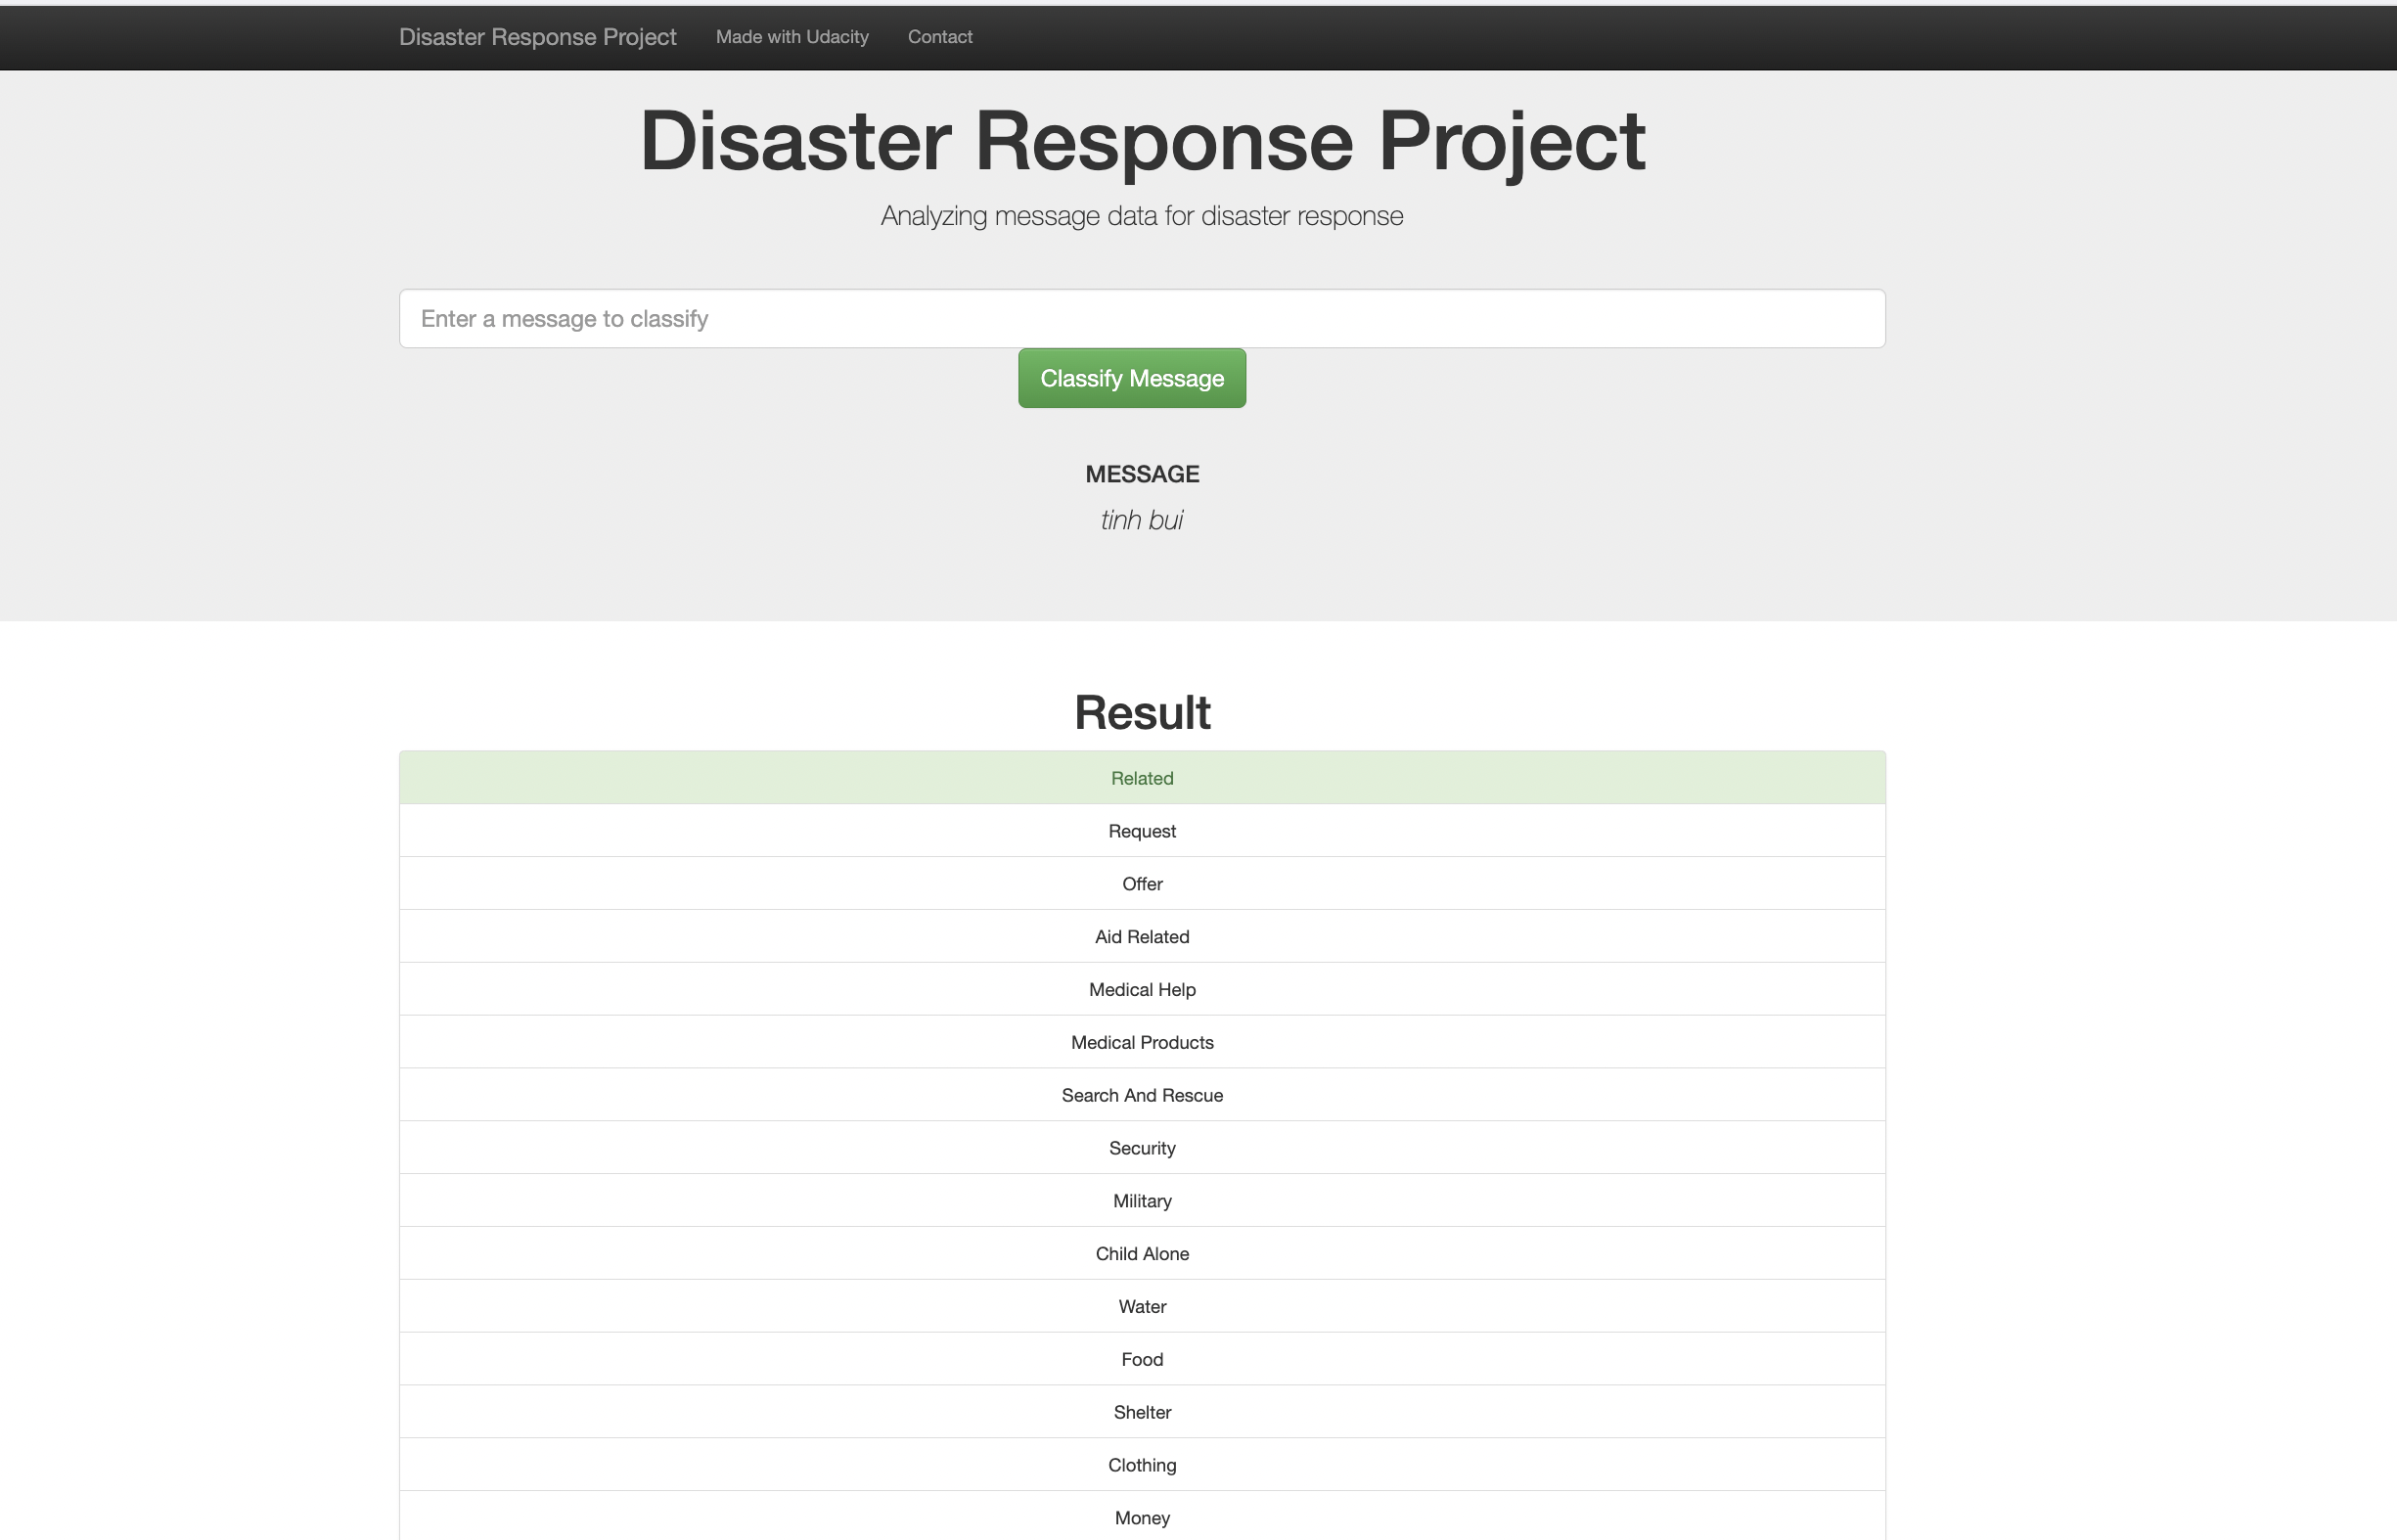 Disaster Response Project Made with Udacity Contact
Disaster Response Project
Analyzing message data for disaster response
Enter a message to classify
Classify Message
MESSAGE
tinh bui
Result
Related
Request
Offer
Aid Related
Medical Help
Medical Products
Search And Rescue
Security
Military
Child Alone
Water
Food
Shelter
Clothing
Money